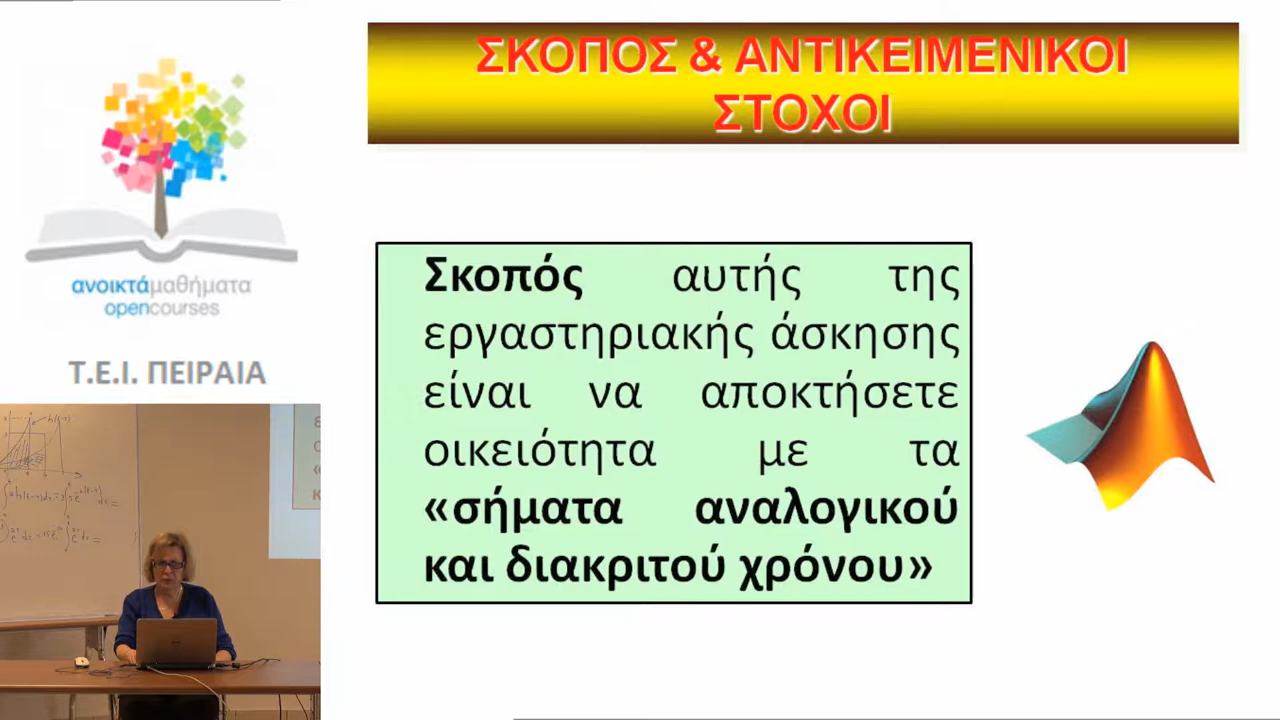 ΣΚΟΠΟΣ & ΑΝΤΙΚΕΙΜΕΝΙΚΟΙ
ΣΤΟΧΟΙ
ανοικτάμαθήματα
opencourses
Τ.Ε.Ι. ΠΕΙΡΑΙΑ
Σκοπός αυτής της
εργαστηριακής άσκησης
είναι να αποκτήσετε
οικειότητα με τα
«σήματα αναλογικού
και διακριτού χρόνου»